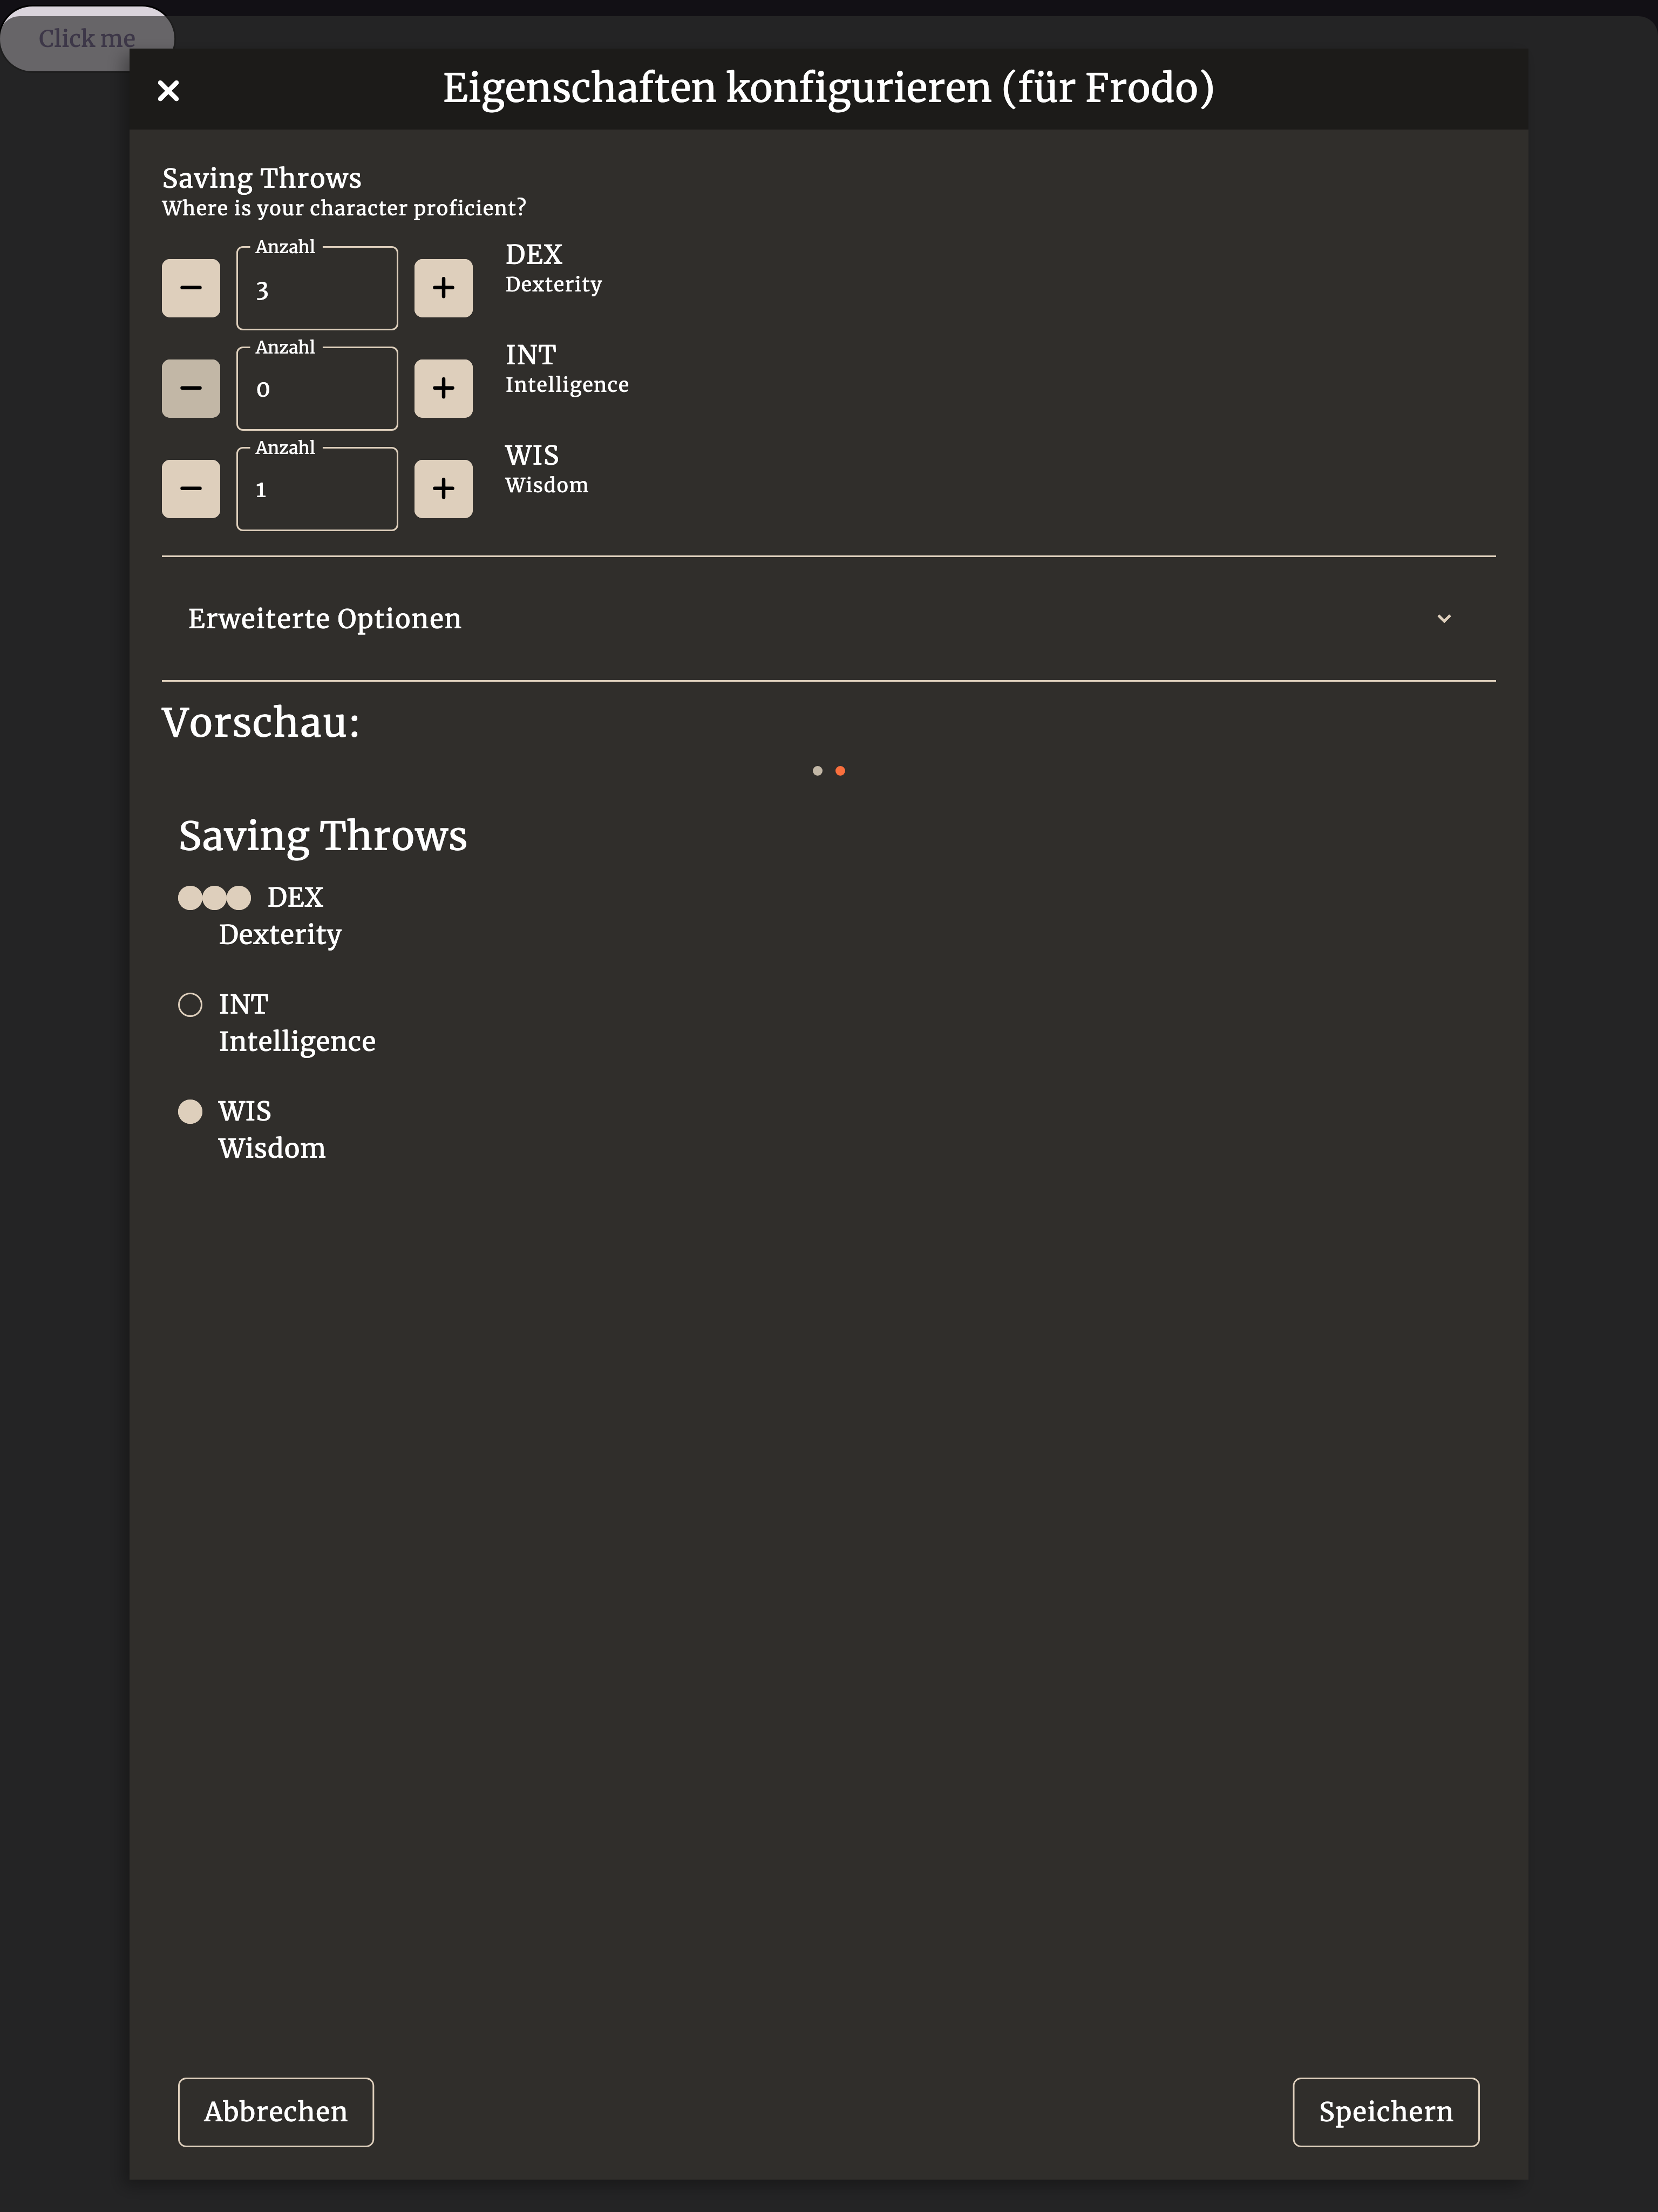 Click me
Eigenschaften konfigurieren (für Frodo)
Saving Throws
Where is your character proficient?
Anzahl
3
DEX
Dexterity
Anzahl
0
INT
Intelligence
Anzahl
1
WIS
Wisdom
Erweiterte Optionen
Vorschau:
Saving Throws
DEX
Dexterity
INT
Intelligence
WIS
Wisdom
Abbrechen
Speichern